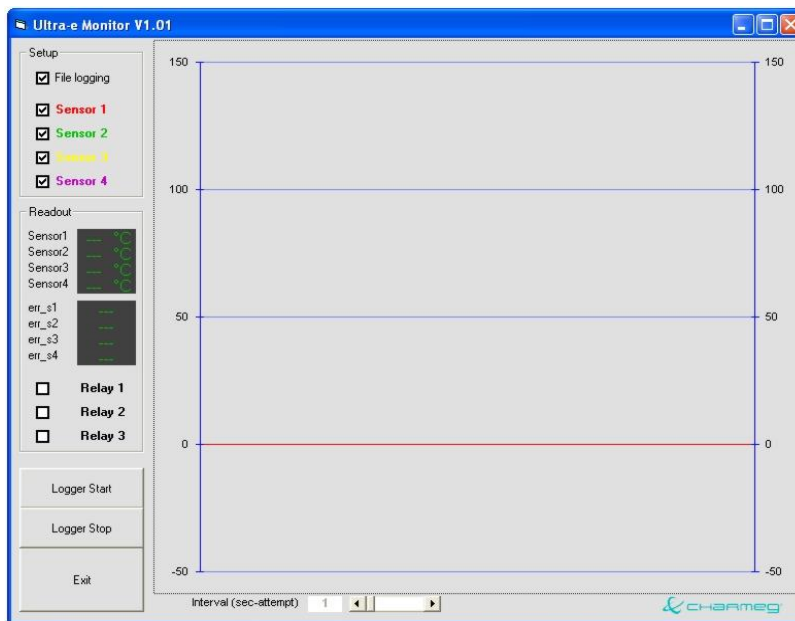 Ultra-e Monitor V1.01
Setup
File logging
Sensor 1
Sensor 2
Sensor 3
Sensor 4
Readout
Sensor1 --- °C
Sensor2 --- °C
Sensor3 --- °C
Sensor4 --- °C
err_s1 ---
err_s2 ---
err_s3 ---
err_s4 ---
Relay 1
Relay 2
Relay 3
Logger Start
Logger Stop
Exit
150 150
100 100
50 50
0 0
-50 -50
Interval (sec-attempt) 1
CHARMEG